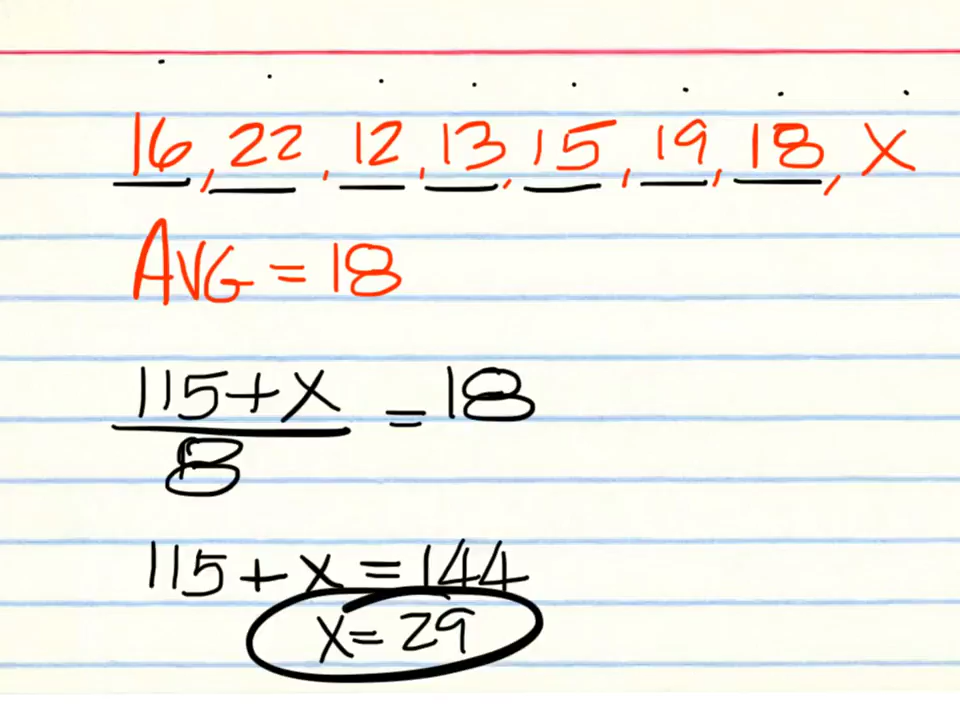 16, 22, 12, 13, 15, 19, 18, X
AVG = 18
115 + X = 18
8
115 + X = 144
X = 29